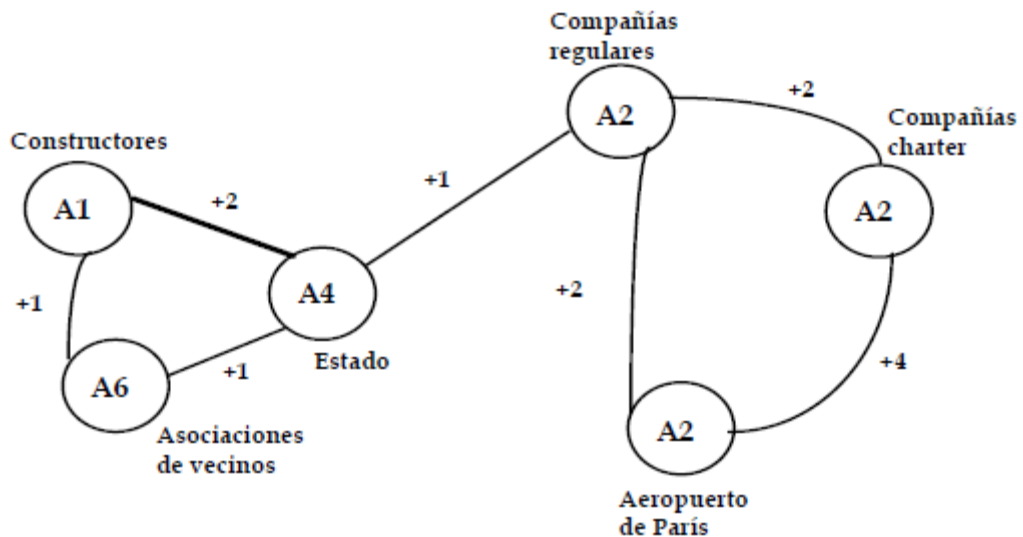 Compañías
regulares
A2
+2
Compañías
charter
A2
Constructores
A1
+2
+1
+1
A4
Estado
+1
A6
Asociaciones
de vecinos
+2
+4
A2
Aeropuerto
de París